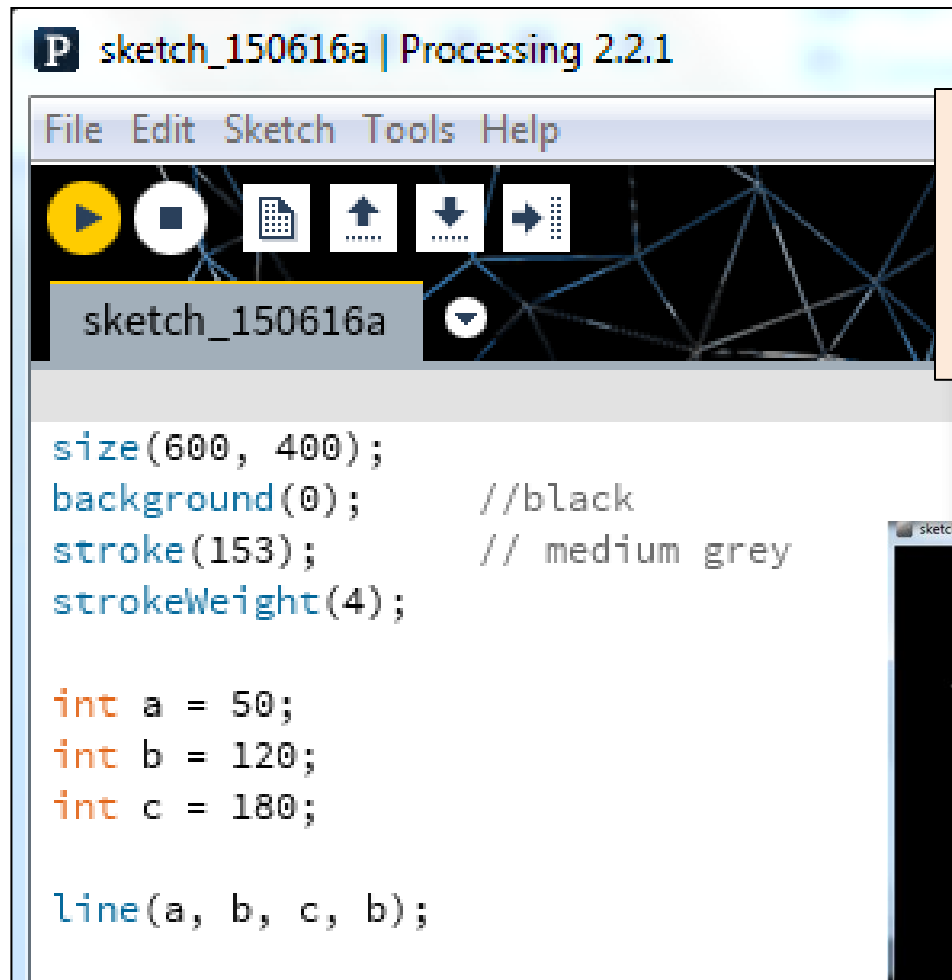 P sketch_150616a | Processing 2.2.1
File Edit Sketch Tools Help
sketch_150616a
size(600, 400);
background(0);     //black
stroke(153);       // medium grey
strokeWeight(4);
sketc
int a = 50;
int b = 120;
int c = 180;
line(a, b, c, b);